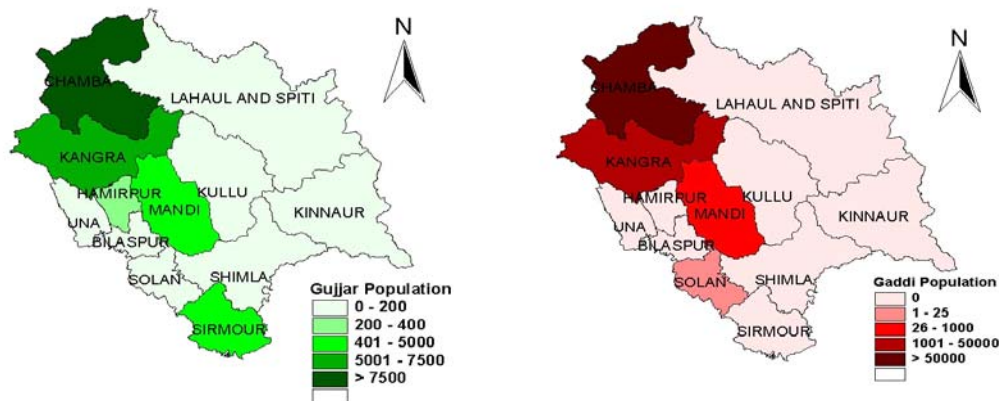 N
CHAMBA
LAHAUL AND SPITI
KANGRA
HAMIRPUR
KULLU
MANDI
UNA
KINNAUR
BILASPUR
SOLAN
SHIMLA
SIRMOUR
Gujjar Population
0 - 200
200 - 400
401 - 5000
5001 - 7500
> 7500
N
CHAMBA
LAHAUL AND SPITI
KANGRA
HAMIRPUR
KULLU
MANDI
KINNAUR
UNA
BILASPUR
SOLAN
SHIMLA
SIRMOUR
Gaddi Population
0
1 - 25
26 - 1000
1001 - 50000
> 50000